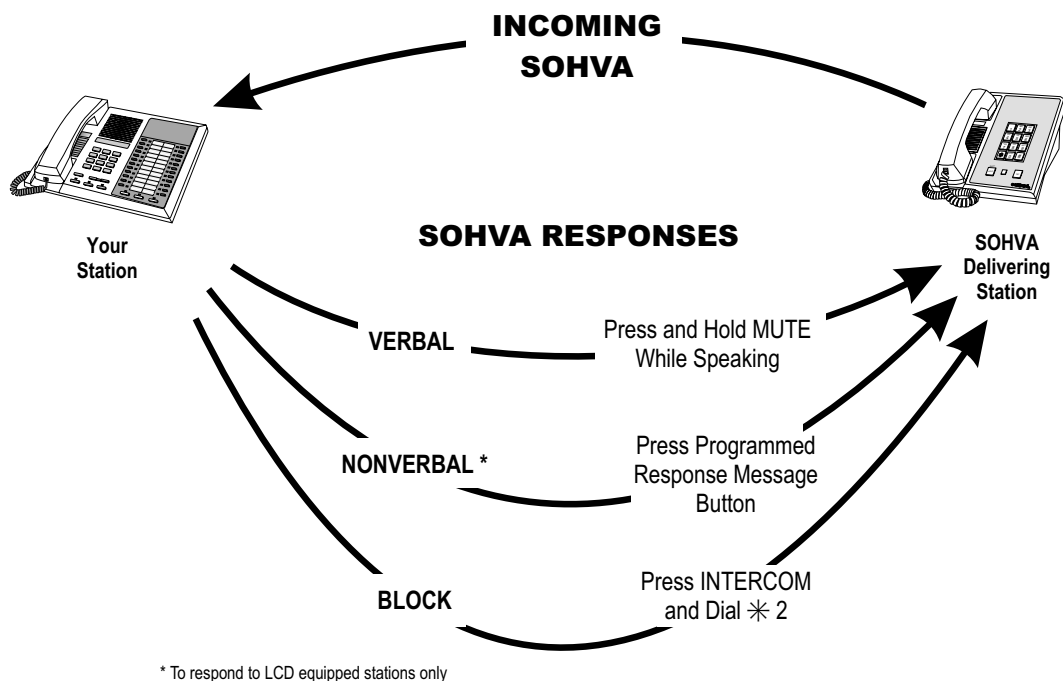 INCOMING
SOHVA
Your
Station
SOHVA RESPONSES
SOHVA
Delivering
Station
VERBAL
Press and Hold MUTE
While Speaking
NONVERBAL *
Press Programmed
Response Message
Button
BLOCK
Press INTERCOM
and Dial ✳ 2
* To respond to LCD equipped stations only